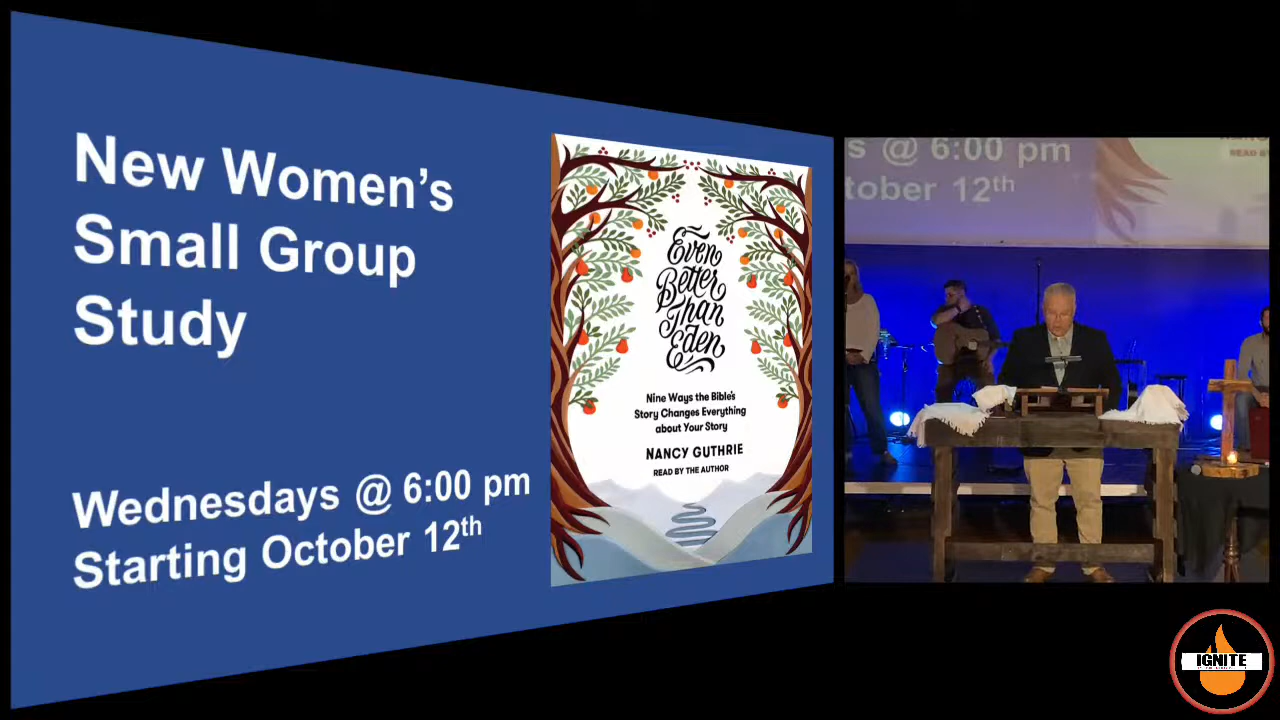 New Women's
Small Group
Study
Wednesdays @ 6:00 pm
Starting October 12th
Even
Better
Than
Eden
Nine Ways the Bible's
Story Changes Everything
about Your Story
NANCY GUTHRIE
READ BY THE AUTHOR
s @ 6:00 pm
tober 12th
READ
IGNITE